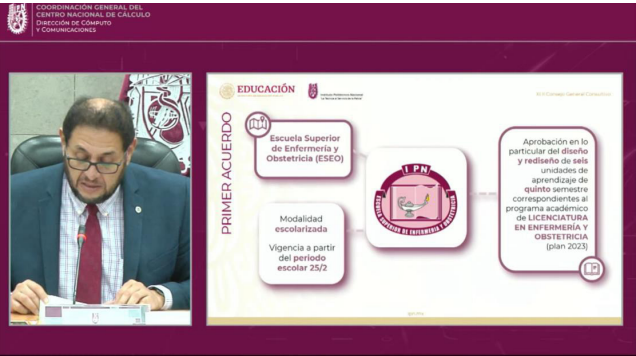 COORDINACIÓN GENERAL DEL
CENTRO NACIONAL DE CÁLCULO
DIRECCIÓN DE CÓMPUTO
Y COMUNICACIONES
EDUCACIÓN
PRIMER ACUERDO
Escuela Superior
de Enfermería y
Obstetricia (ESEO)
Modalidad
escolarizada
Vigencia a partir
del periodo
escolar 25/2
IPN
ESCUELA SUPERIOR DE ENFERMERIA Y OBSTETRICIA
Aprobación en lo
particular del diseño
y rediseño de seis
unidades de
aprendizaje de
quinto semestre
correspondientes al
programa académico
de LICENCIATURA
EN ENFERMERÍA Y
OBSTETRICIA
(plan 2023)